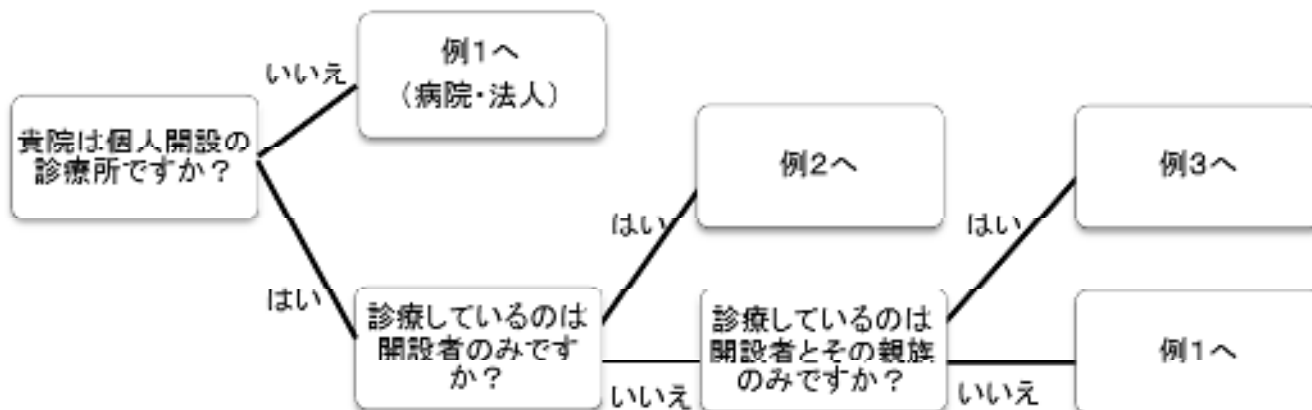 例1へ
(病院・法人)
いいえ
貴院は個人開設の
診療所ですか？
例2へ
例3へ
はい
はい
はい
診療しているのは
開設者のみです
か？
診療しているのは
開設者とその親族
のみですか？
例1へ
いいえ
いいえ